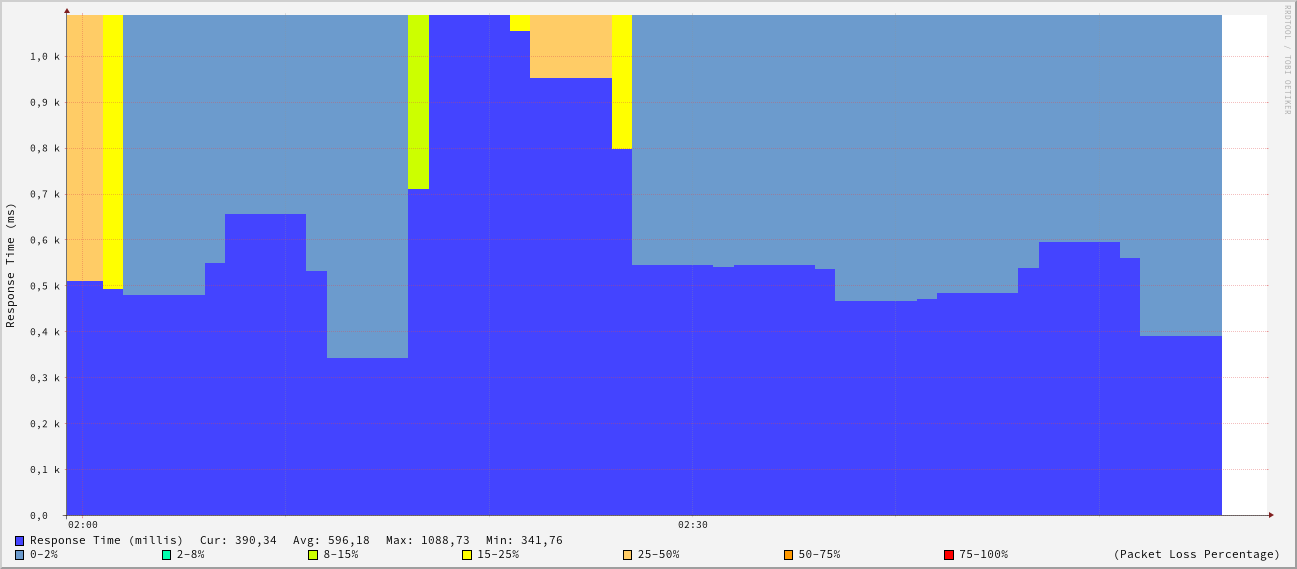 RRDTOOL / TOBI OETIKER
Response Time (ms)
1,0 k
0,9 k
0,8 k
0,7 k
0,6 k
0,5 k
0,4 k
0,3 k
0,2 k
0,1 k
0,0
02:00 02:30
Response Time (millis) Cur: 390,34 Avg: 596,18 Max: 1088,73 Min: 341,76
0-2% 2-8% 8-15% 15-25% 25-50% 50-75% 75-100% (Packet Loss Percentage)